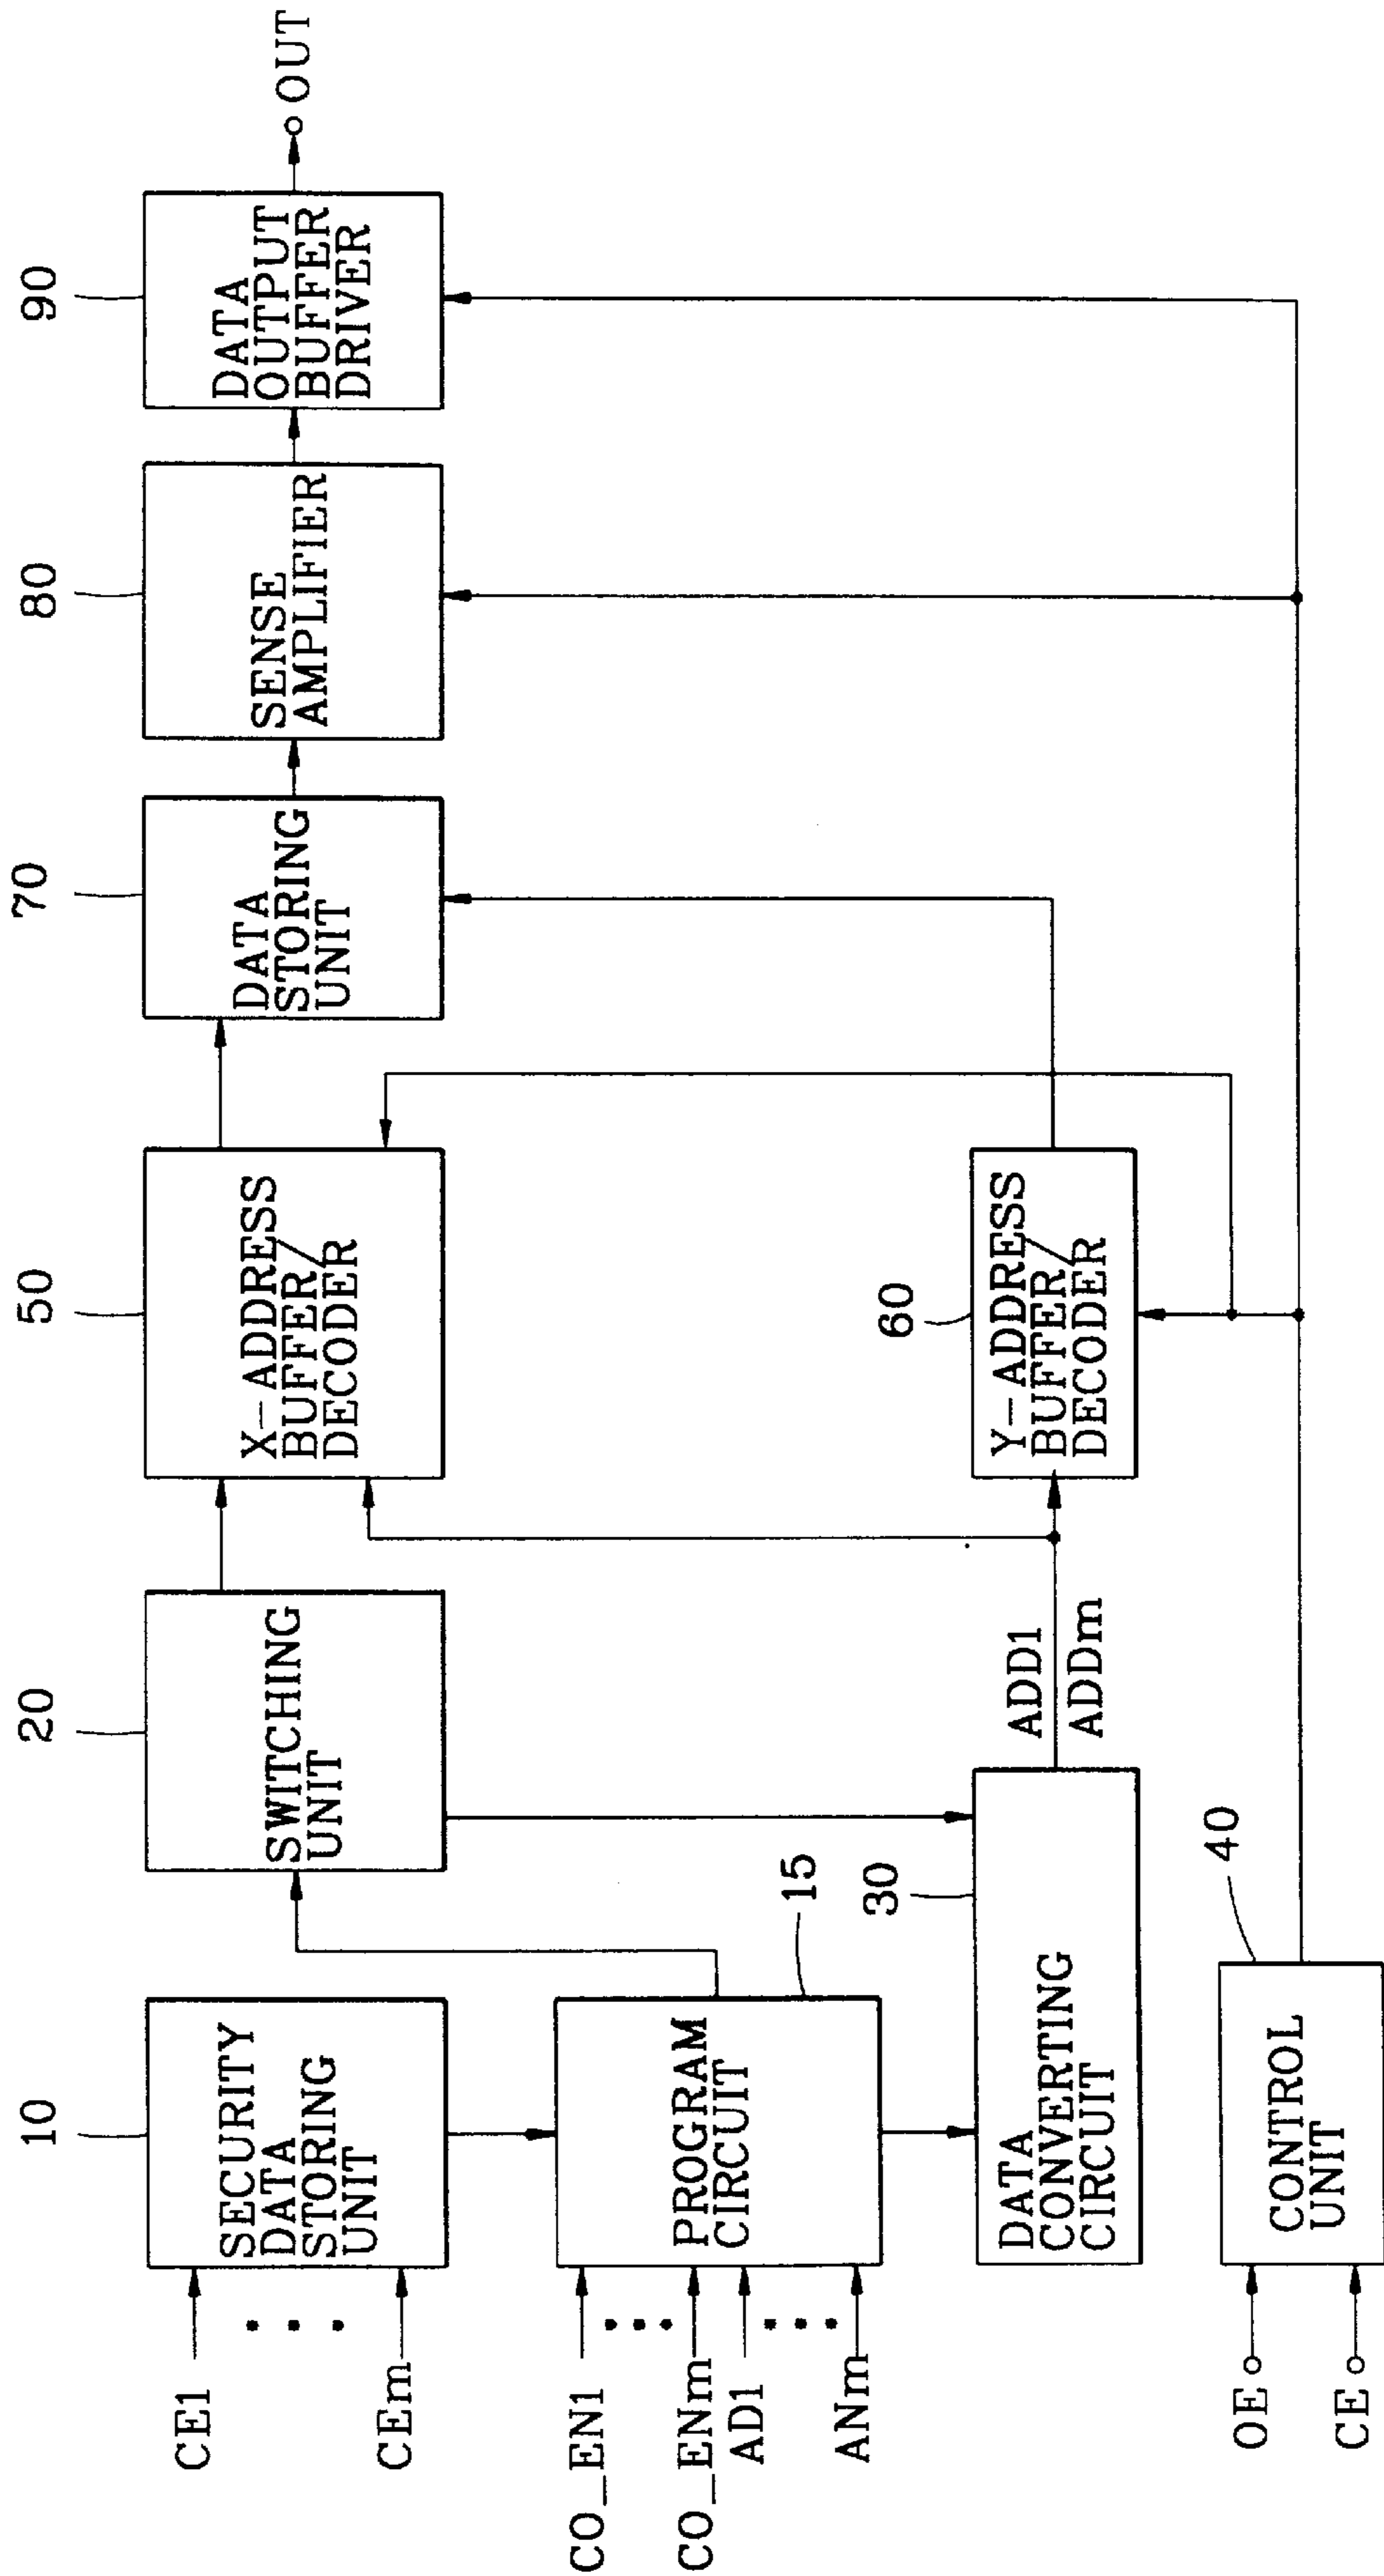 10
SECURITY
DATA
STORING
UNIT
CE1
CEm
20
SWITCHING
UNIT
50
X-ADDRESS
BUFFER/
DECODER
70
DATA
STORING
UNIT
80
SENSE
AMPLIFIER
90
DATA
OUTPUT
BUFFER
DRIVER
OUT
CO_EN1
CO_ENm
AD1
ANm
PROGRAM
CIRCUIT
15
30
DATA
CONVERTING
CIRCUIT
ADD1
ADDm
60
Y-ADDRESS
BUFFER/
DECODER
40
CONTROL
UNIT
OE
CE